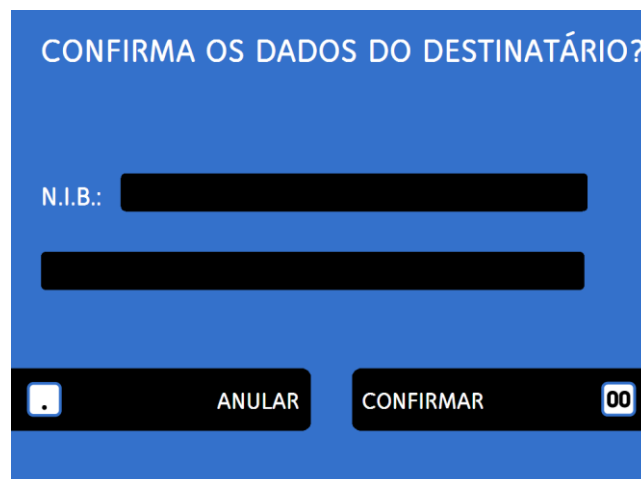 CONFIRMA OS DADOS DO DESTINATÁRIO?
N.I.B.:
. ANULAR CONFIRMAR 00